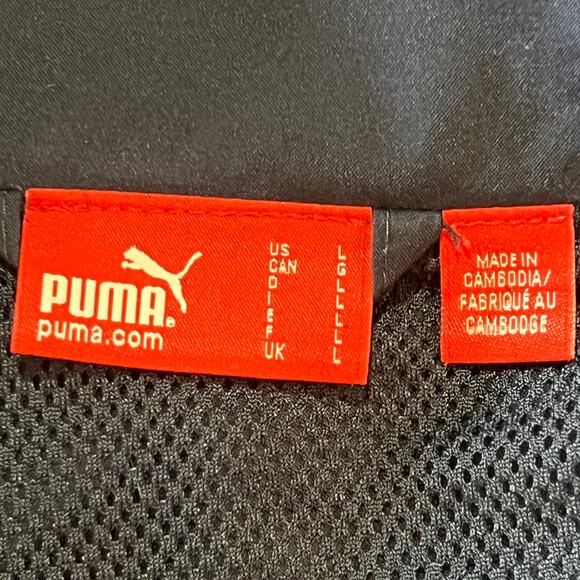 PUMA®
puma.com
US L
CAN G
D L
I L
E L
F L
UK L
MADE IN
CAMBODIA/
FABRIQUÉ AU
CAMBODGE